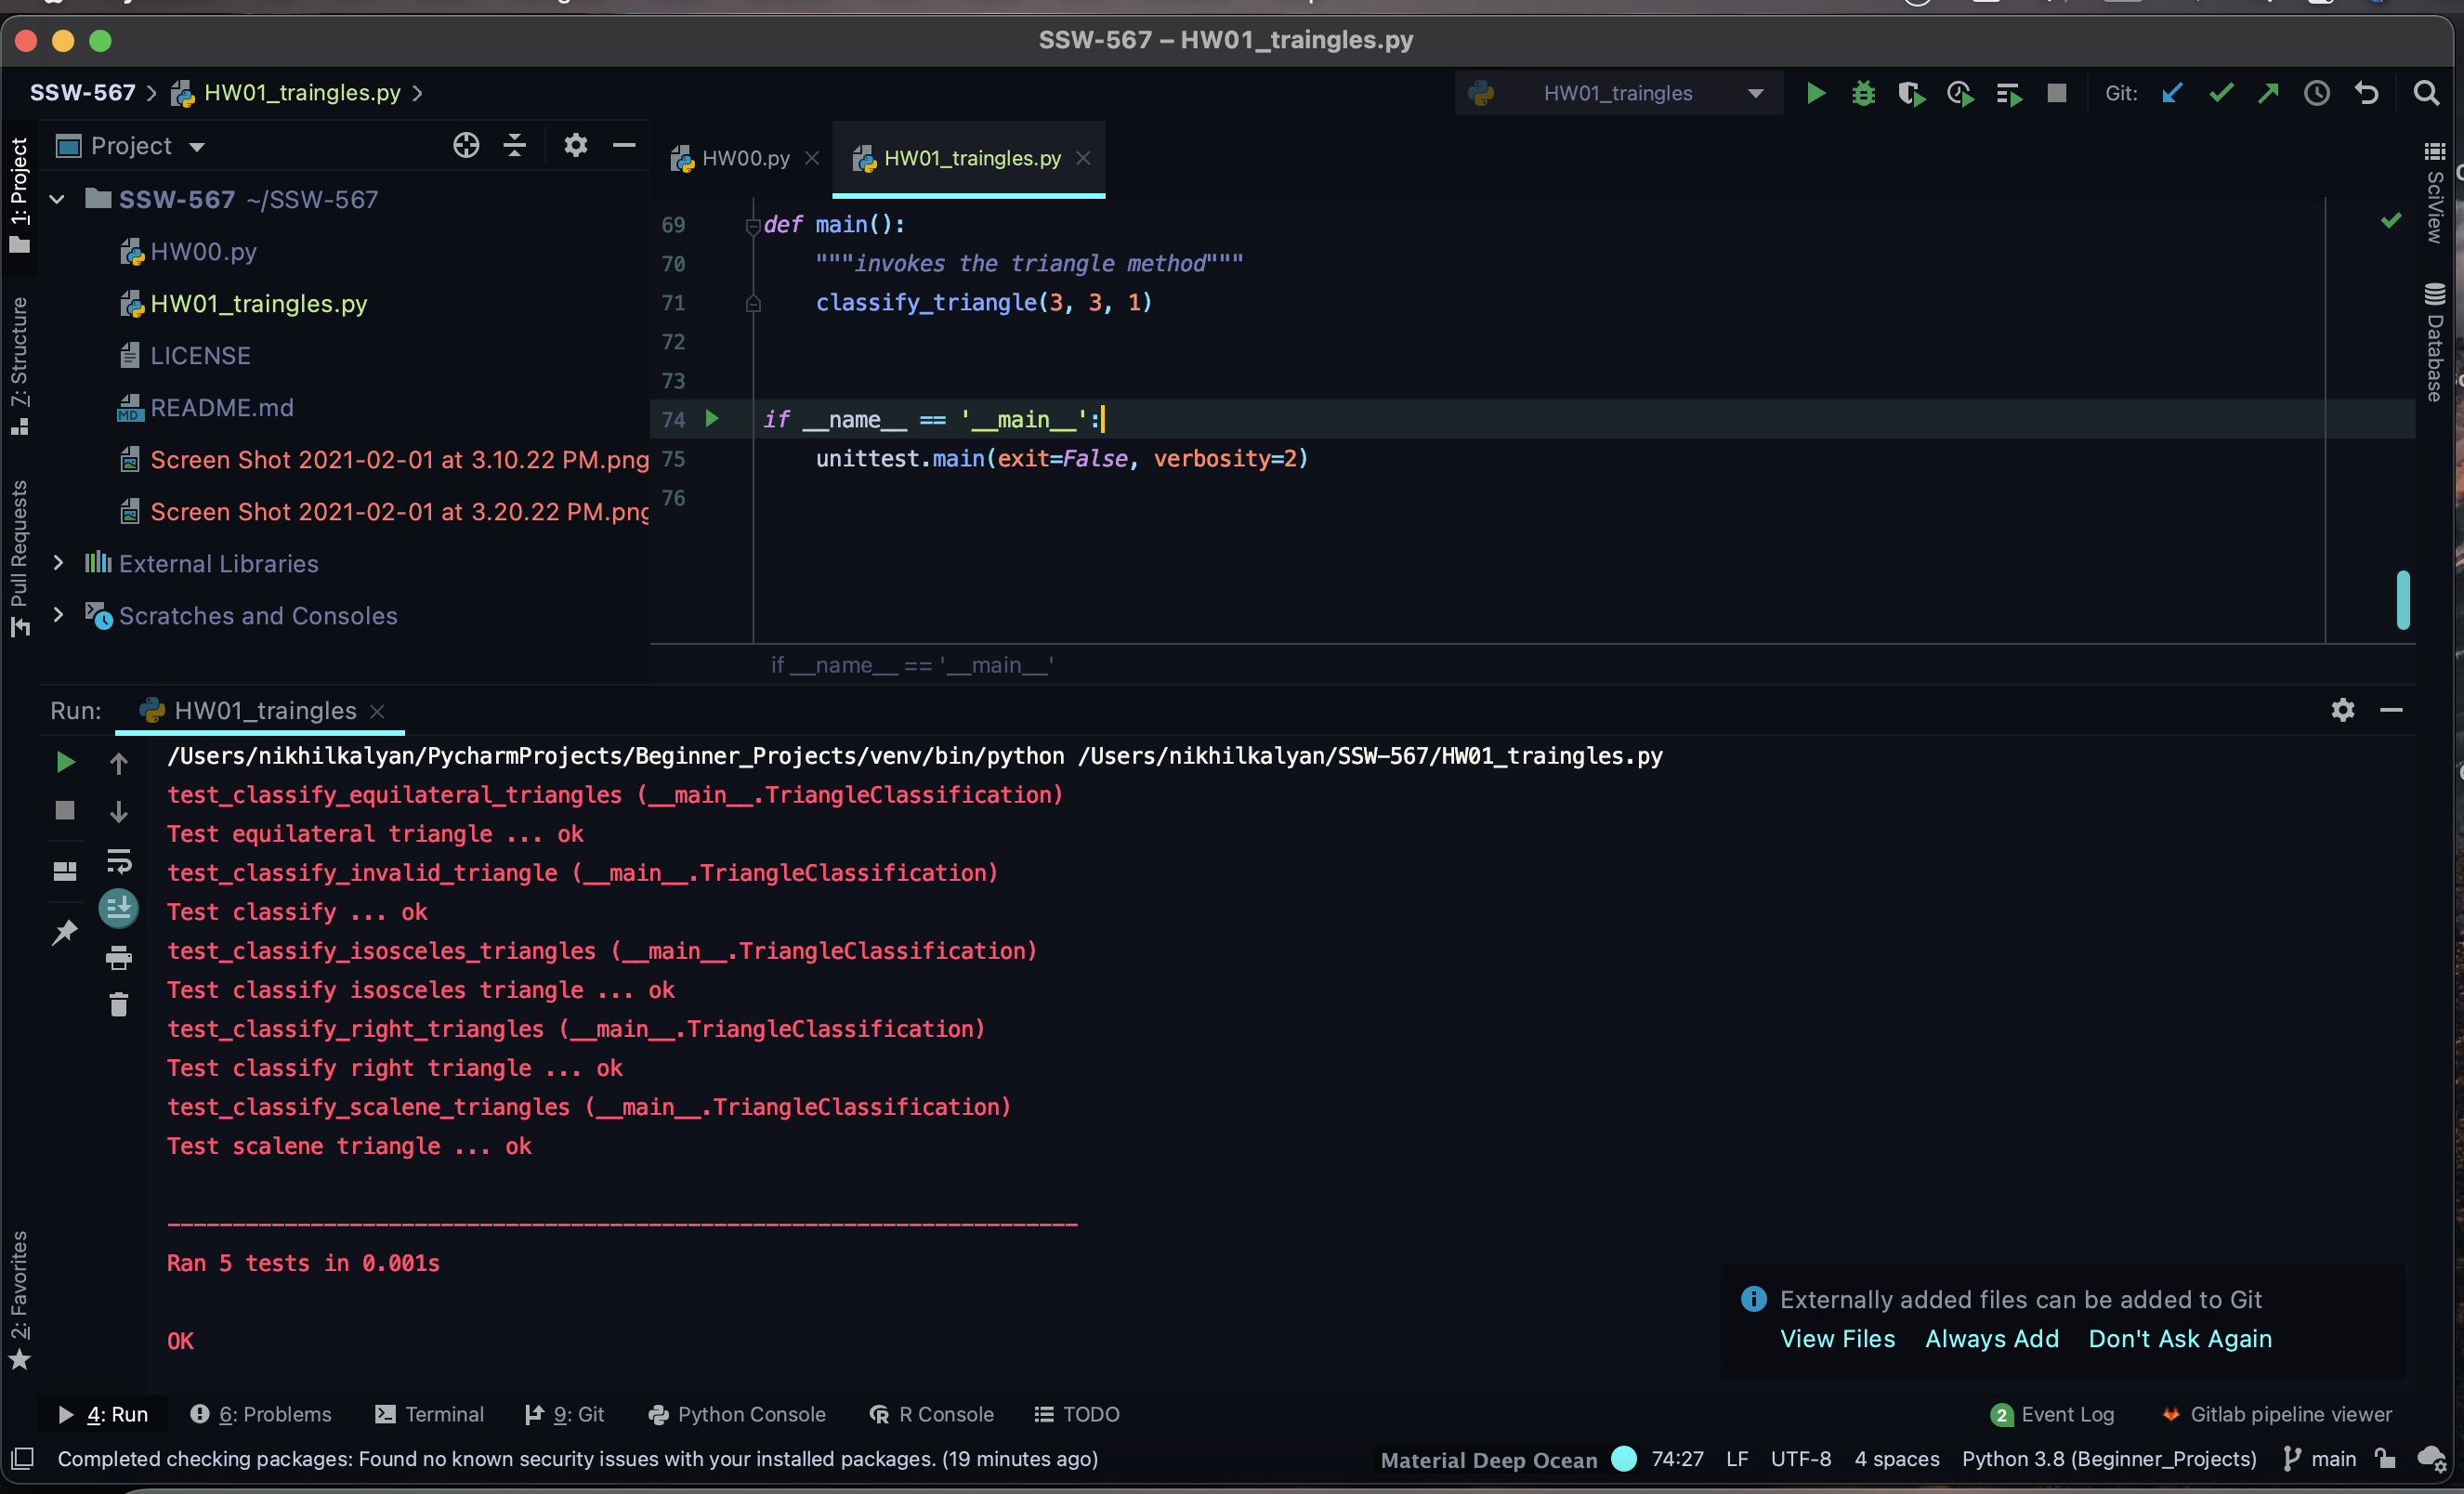 SSW-567 – HW01_traingles.py
SSW-567 HW01_traingles.py
HW01_traingles
Git:
1: Project
7: Structure
Pull Requests
2: Favorites
Project
SSW-567 ~/SSW-567
HW00.py
HW01_traingles.py
LICENSE
README.md
Screen Shot 2021-02-01 at 3.10.22 PM.png
Screen Shot 2021-02-01 at 3.20.22 PM.png
External Libraries
Scratches and Consoles
HW00.py
HW01_traingles.py
69 def main():
70 """invokes the triangle method"""
71 classify_triangle(3, 3, 1)
72
73
74 if __name__ == '__main__':
75 unittest.main(exit=False, verbosity=2)
76
if __name__ == '__main__'
SciView
Database
Run: HW01_traingles
/Users/nikhilkalyan/PycharmProjects/Beginner_Projects/venv/bin/python /Users/nikhilkalyan/SSW-567/HW01_traingles.py
test_classify_equilateral_triangles (__main__.TriangleClassification)
Test equilateral triangle ... ok
test_classify_invalid_triangle (__main__.TriangleClassification)
Test classify ... ok
test_classify_isosceles_triangles (__main__.TriangleClassification)
Test classify isosceles triangle ... ok
test_classify_right_triangles (__main__.TriangleClassification)
Test classify right triangle ... ok
test_classify_scalene_triangles (__main__.TriangleClassification)
Test scalene triangle ... ok
----------------------------------------------------------------------
Ran 5 tests in 0.001s
OK
Externally added files can be added to Git
View Files Always Add Don't Ask Again
4: Run 6: Problems Terminal 9: Git Python Console R Console TODO 2 Event Log Gitlab pipeline viewer
Completed checking packages: Found no known security issues with your installed packages. (19 minutes ago) Material Deep Ocean 74:27 LF UTF-8 4 spaces Python 3.8 (Beginner_Projects) main